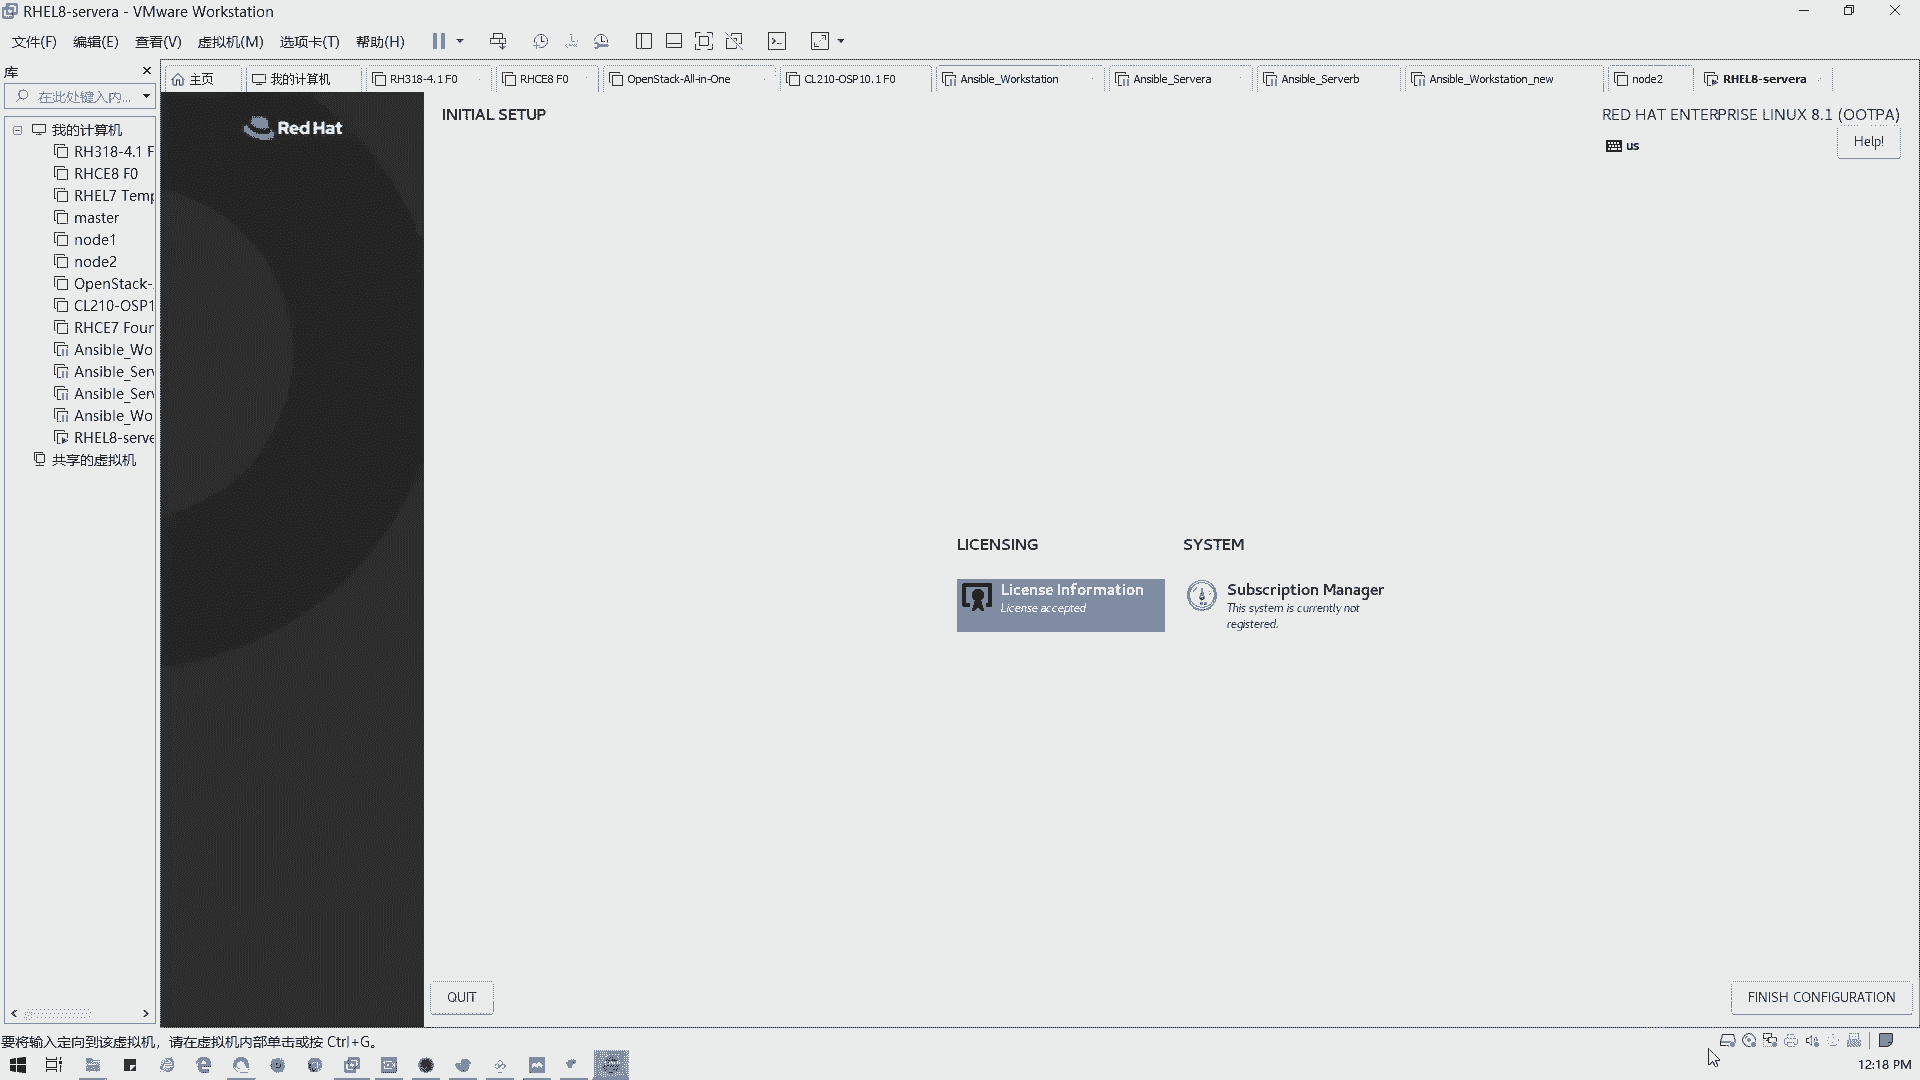 RHEL8-servera - VMware Workstation
文件(F) 编辑(E) 查看(V) 虚拟机(M) 选项卡(T) 帮助(H)
库
在此处键入内...
主页
我的计算机
RH318-4.1 F0
RHCE8 F0
OpenStack-All-in-One
CL210-OSP10.1 F0
Ansible_Workstation
Ansible_Servera
Ansible_Serverb
Ansible_Workstation_new
node2
RHEL8-servera
我的计算机
RH318-4.1 F
RHCE8 F0
RHEL7 Temp
master
node1
node2
OpenStack-
CL210-OSP1
RHCE7 Four
Ansible_Wo
Ansible_Serv
Ansible_Serv
Ansible_Wo
RHEL8-serve
共享的虚拟机
Red Hat
INITIAL SETUP
RED HAT ENTERPRISE LINUX 8.1 (OOTPA)
us
Help!
LICENSING
License Information
License accepted
SYSTEM
Subscription Manager
This system is currently not
registered.
QUIT
FINISH CONFIGURATION
要将输入定向到该虚拟机，请在虚拟机内部单击或按 Ctrl+G。
12:18 PM